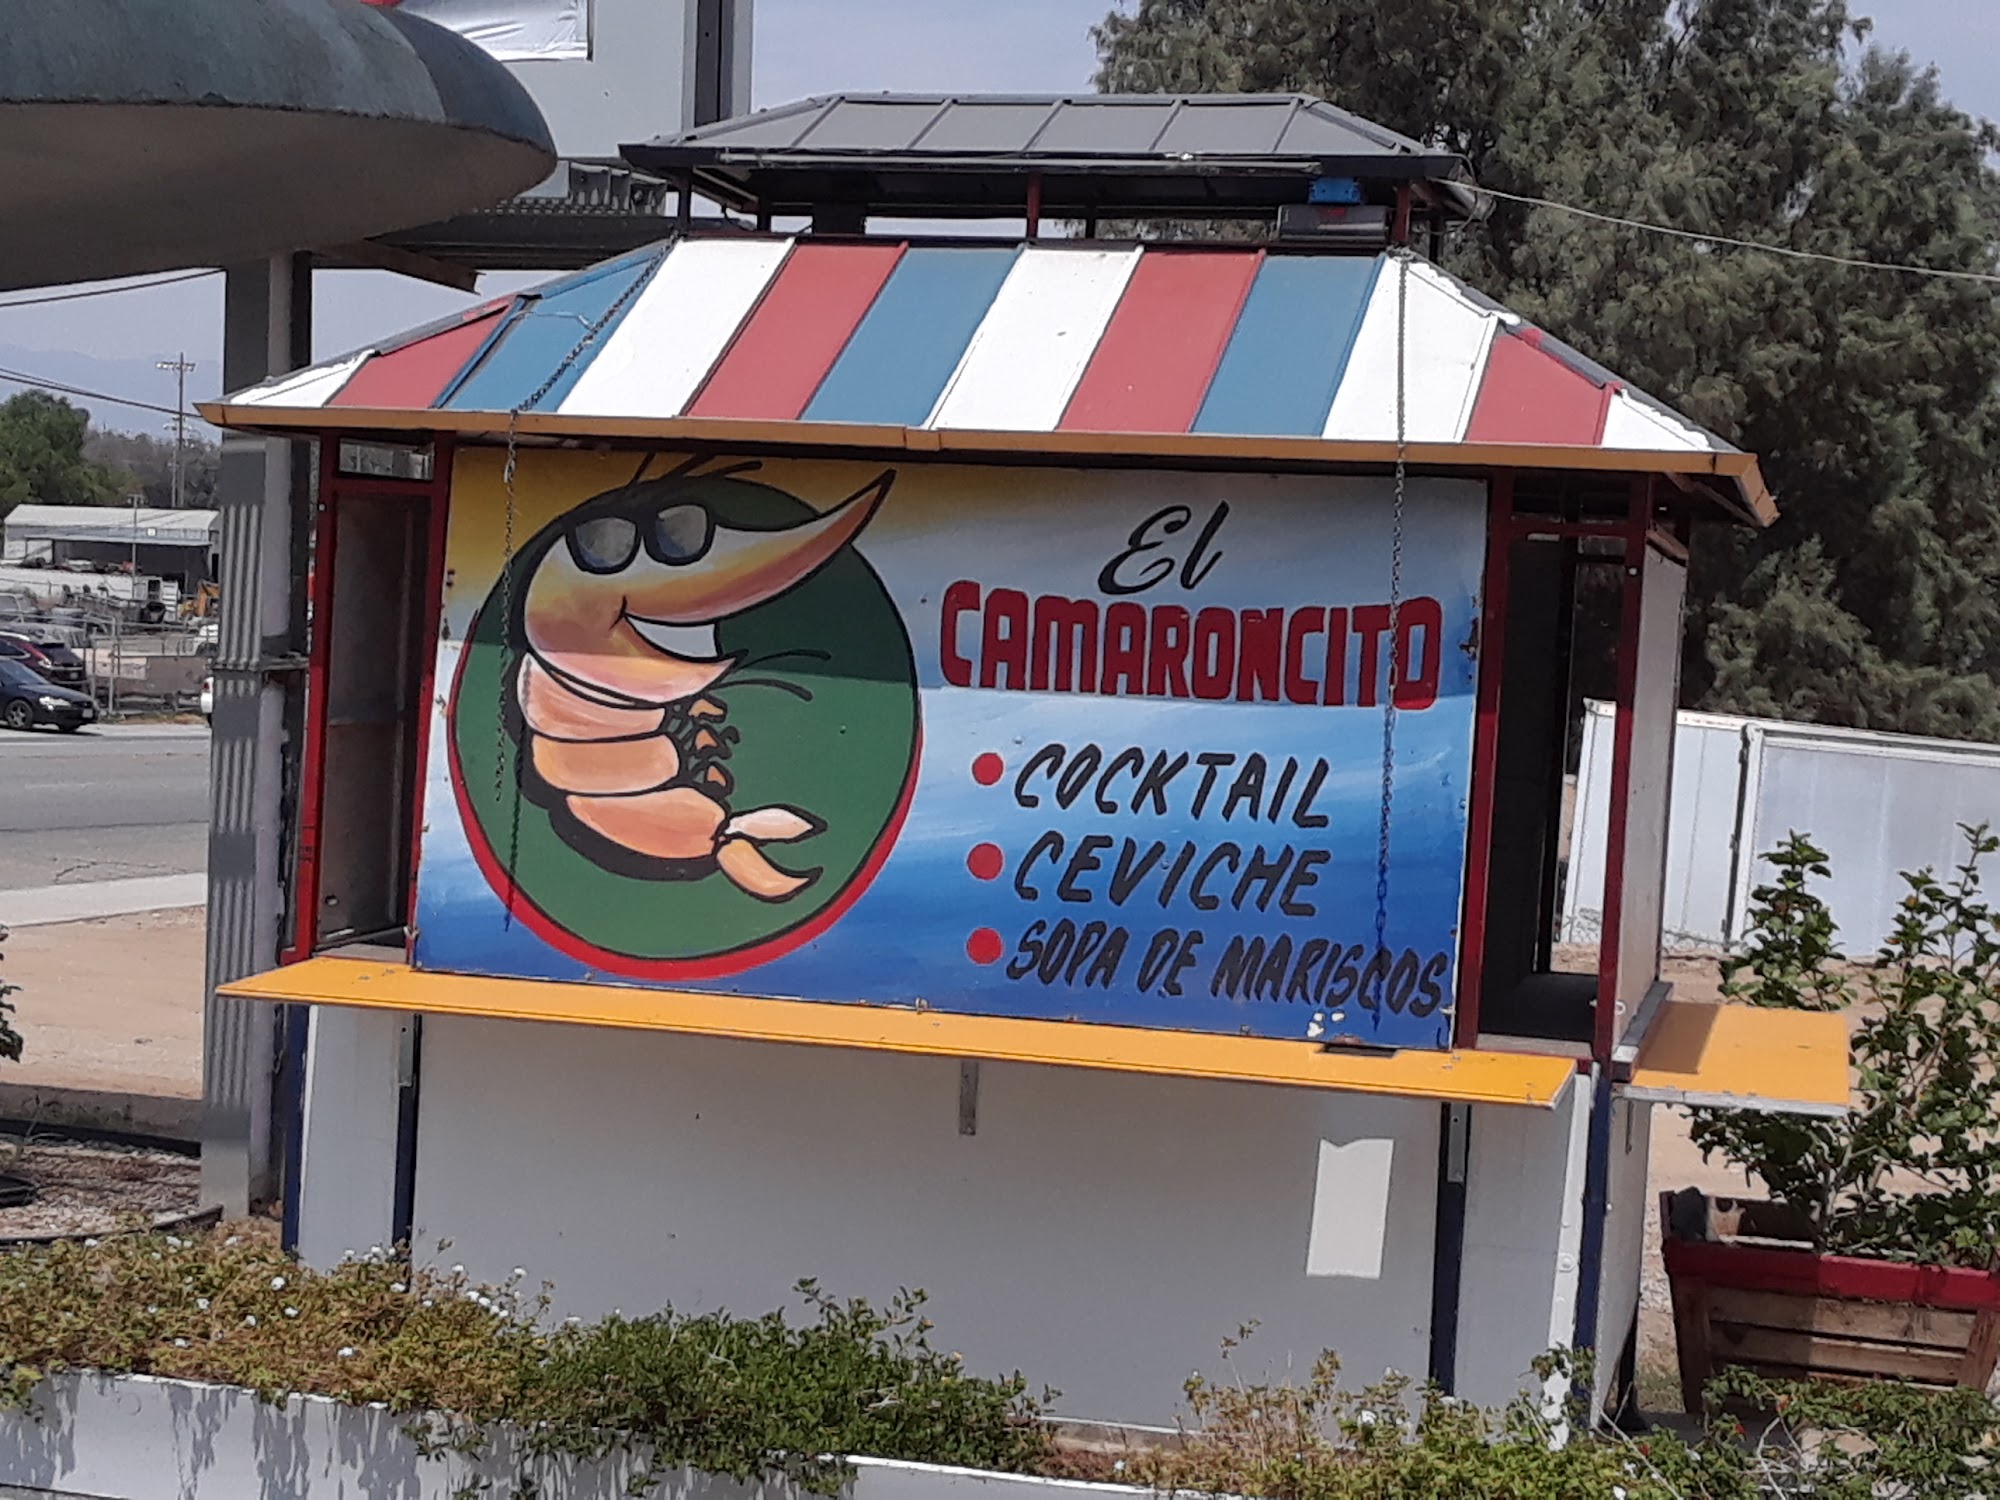 El
CAMARONCITO
• COCKTAIL
• CEVICHE
• SOPA DE MARISCOS